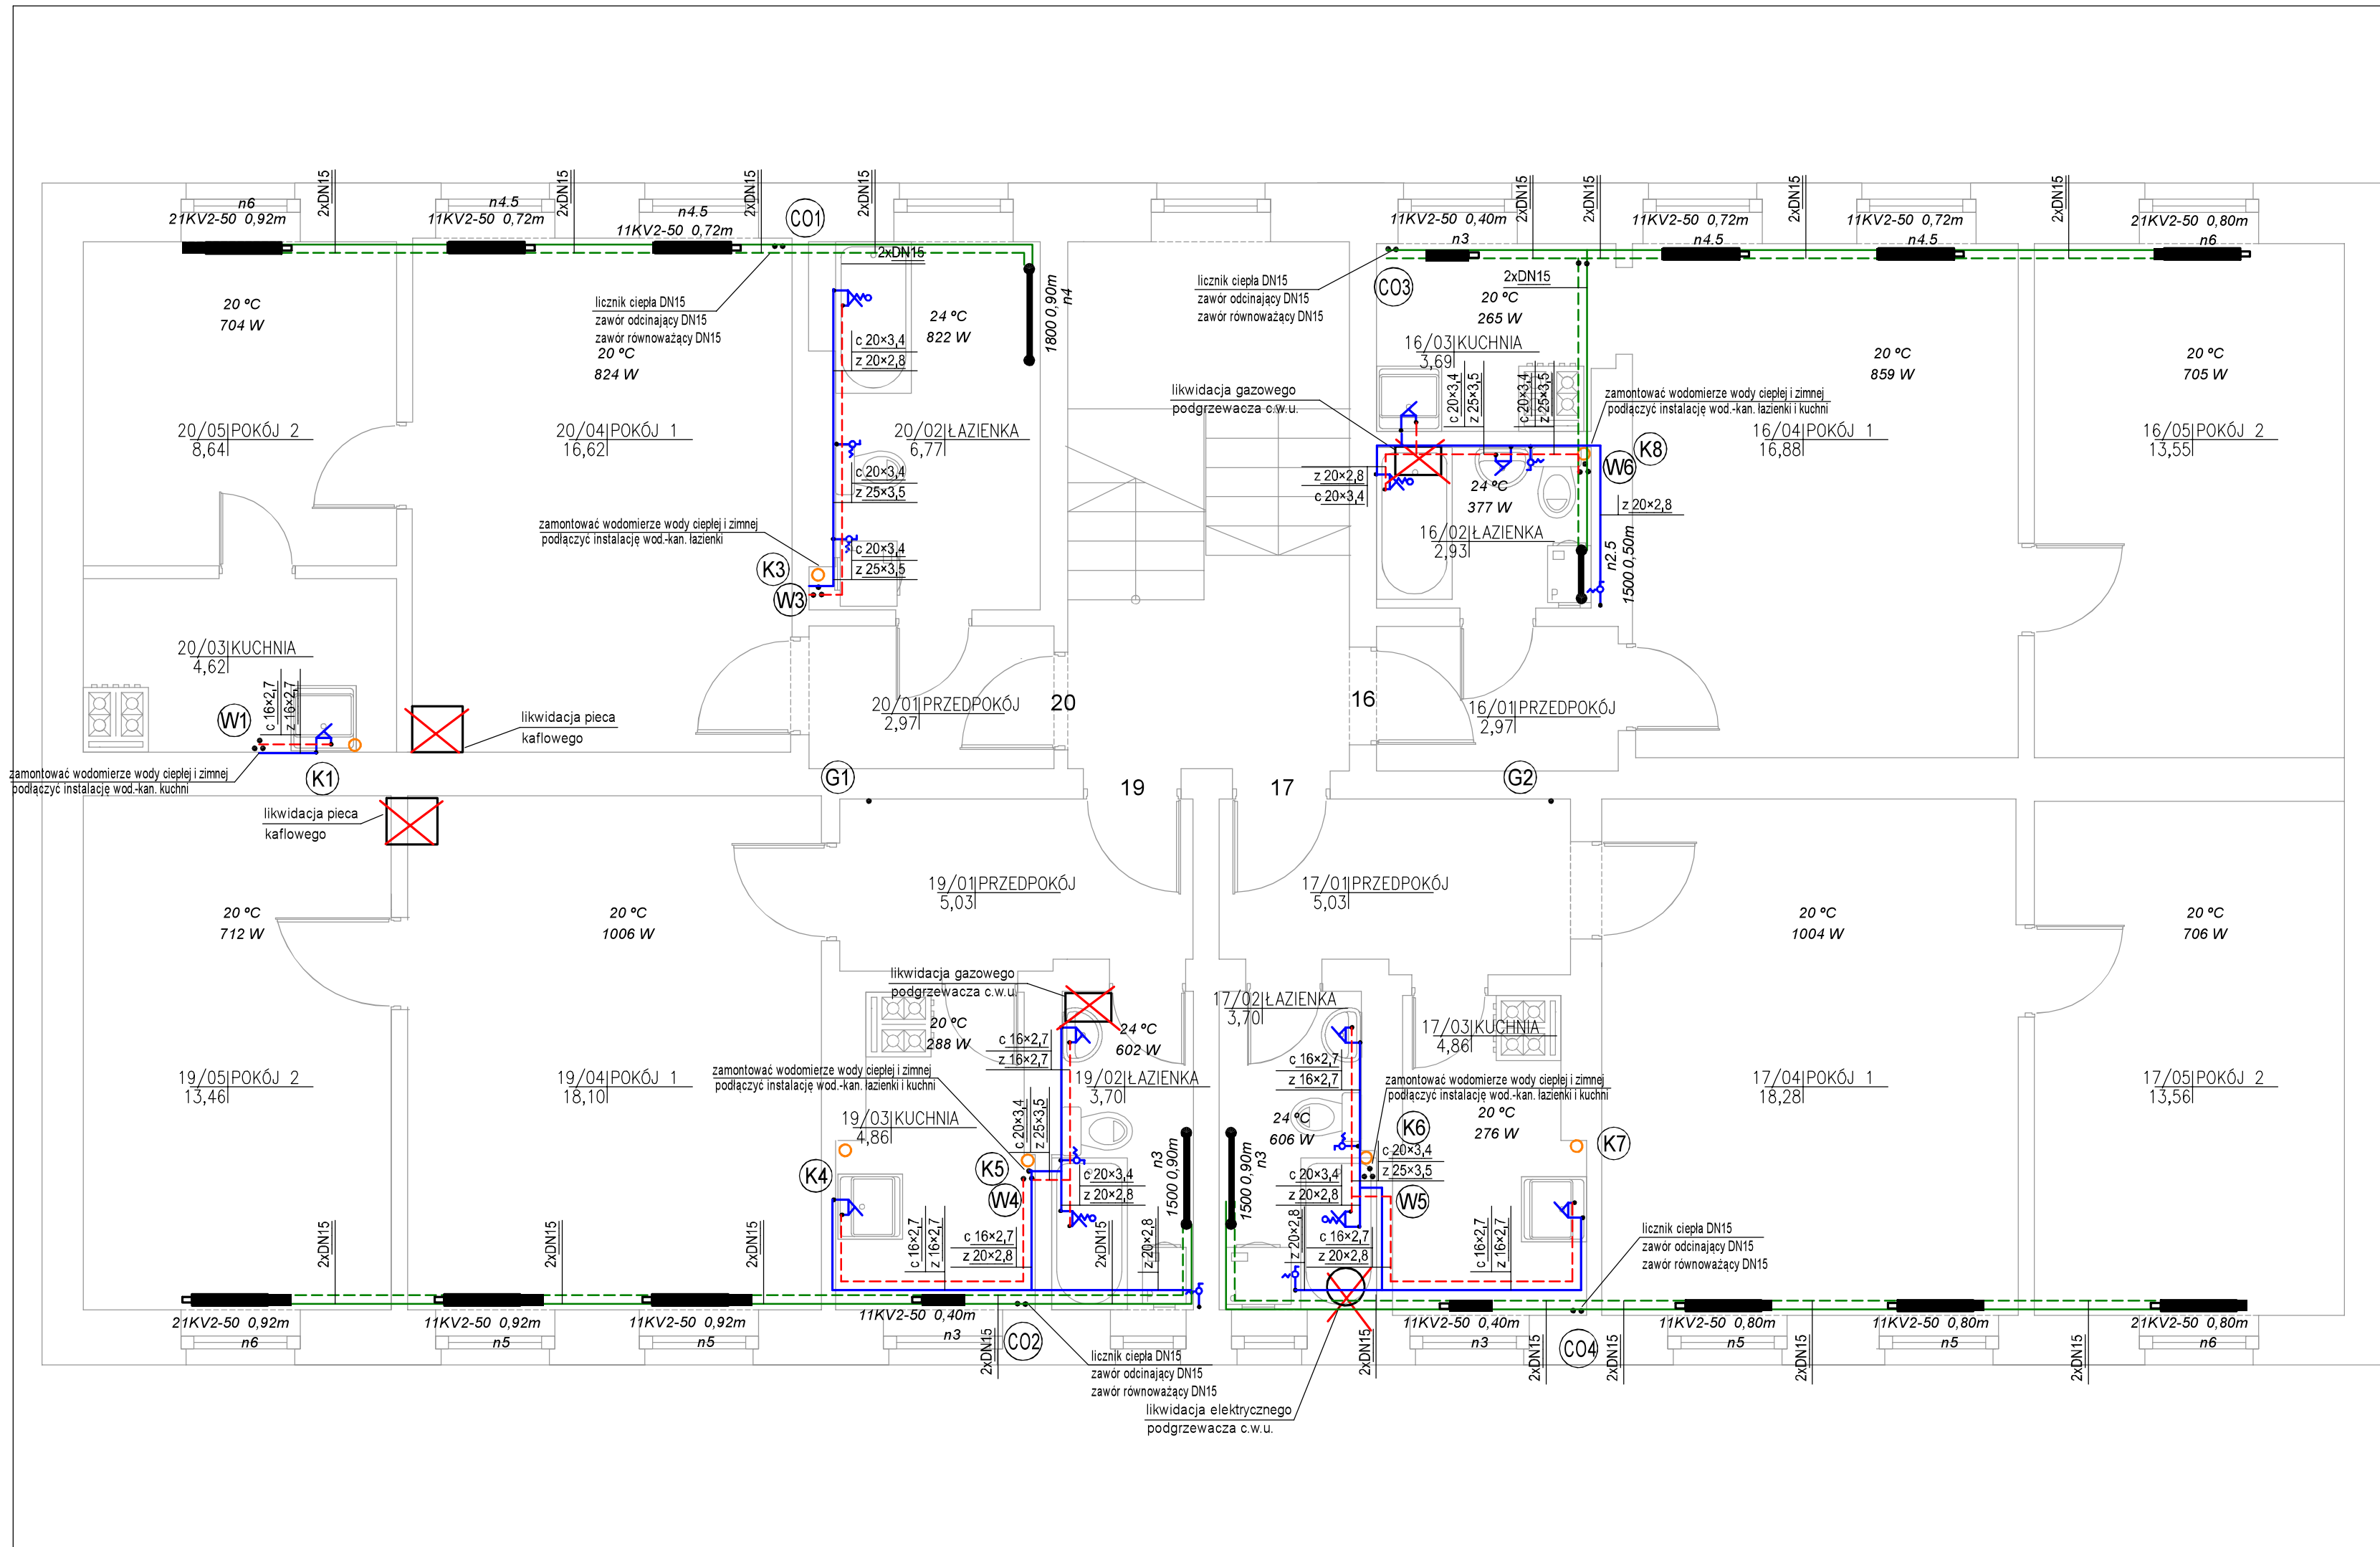 n6
21KV2-50 0,92m
2xDN15
n4.5
11KV2-50 0,72m
2xDN15
n4.5
11KV2-50 0,72m
2xDN15
CO1
2xDN15
2xDN15
11KV2-50 0,40m
n3
2xDN15
2xDN15
11KV2-50 0,72m
n4.5
2xDN15
11KV2-50 0,72m
n4.5
2xDN15
21KV2-50 0,80m
n6
20 ºC
704 W
licznik ciepła DN15
zawór odcinający DN15
zawór równoważący DN15
20 ºC
824 W
24 ºC
822 W
1800 0,90m
n4
c 20×3,4
z 20×2,8
licznik ciepła DN15
zawór odcinający DN15
zawór równoważący DN15
CO3
2xDN15
20 ºC
265 W
16/03 KUCHNIA
3,69
20 ºC
859 W
20 ºC
705 W
likwidacja gazowego
podgrzewacza c.w.u.
c 20×3,4
z 25×3,5
c 20×3,4
z 25×3,5
zamontować wodomierze wody ciepłej i zimnej
podłączyć instalację wod.-kan. łazienki i kuchni
20/05 POKÓJ 2
8,64
20/04 POKÓJ 1
16,62
20/02 ŁAZIENKA
6,77
16/04 POKÓJ 1
16,88
16/05 POKÓJ 2
13,55
K8
W6
c 20×3,4
z 25×3,5
z 20×2,8
c 20×3,4
24 ºC
377 W
z 20×2,8
16/02 ŁAZIENKA
2,93
n2.5
1500 0,50m
zamontować wodomierze wody ciepłej i zimnej
podłączyć instalację wod.-kan. łazienki
K3
W3
c 20×3,4
z 25×3,5
20/03 KUCHNIA
4,62
c 16×2,7
z 16×2,7
W1
likwidacja pieca
kaflowego
zamontować wodomierze wody ciepłej i zimnej
podłączyć instalację wod.-kan. kuchni
K1
20/01 PRZEDPOKÓJ
2,97
20
16
16/01 PRZEDPOKÓJ
2,97
G1
19
17
G2
likwidacja pieca
kaflowego
19/01 PRZEDPOKÓJ
5,03
17/01 PRZEDPOKÓJ
5,03
20 ºC
712 W
20 ºC
1006 W
20 ºC
1004 W
20 ºC
706 W
likwidacja gazowego
podgrzewacza c.w.u.
20 ºC
288 W
24 ºC
602 W
c 16×2,7
z 16×2,7
17/02 ŁAZIENKA
3,70
17/03 KUCHNIA
4,86
c 16×2,7
z 16×2,7
zamontować wodomierze wody ciepłej i zimnej
podłączyć instalację wod.-kan. łazienki i kuchni
zamontować wodomierze wody ciepłej i zimnej
podłączyć instalację wod.-kan. łazienki i kuchni
19/05 POKÓJ 2
13,46
19/04 POKÓJ 1
18,10
19/02 ŁAZIENKA
3,70
19/03 KUCHNIA
4,86
c 20×3,4
z 25×3,5
24 ºC
606 W
20 ºC
276 W
17/04 POKÓJ 1
18,28
17/05 POKÓJ 2
13,56
K6
K7
c 20×3,4
z 25×3,5
K4
K5
W4
c 20×3,4
z 20×2,8
n3
1500 0,90m
1500 0,90m
n3
c 20×3,4
z 20×2,8
W5
2xDN15
2xDN15
2xDN15
c 16×2,7
z 16×2,7
c 16×2,7
z 20×2,8
2xDN15
z 20×2,8
z 20×2,8
c 16×2,7
z 20×2,8
c 16×2,7
z 16×2,7
licznik ciepła DN15
zawór odcinający DN15
zawór równoważący DN15
21KV2-50 0,92m
n6
11KV2-50 0,92m
n5
11KV2-50 0,92m
n5
11KV2-50 0,40m
n3
2xDN15
CO2
licznik ciepła DN15
zawór odcinający DN15
zawór równoważący DN15
likwidacja elektrycznego
podgrzewacza c.w.u.
2xDN15
11KV2-50 0,40m
n3
2xDN15
CO4
2xDN15
11KV2-50 0,80m
n5
2xDN15
11KV2-50 0,80m
n5
2xDN15
21KV2-50 0,80m
n6